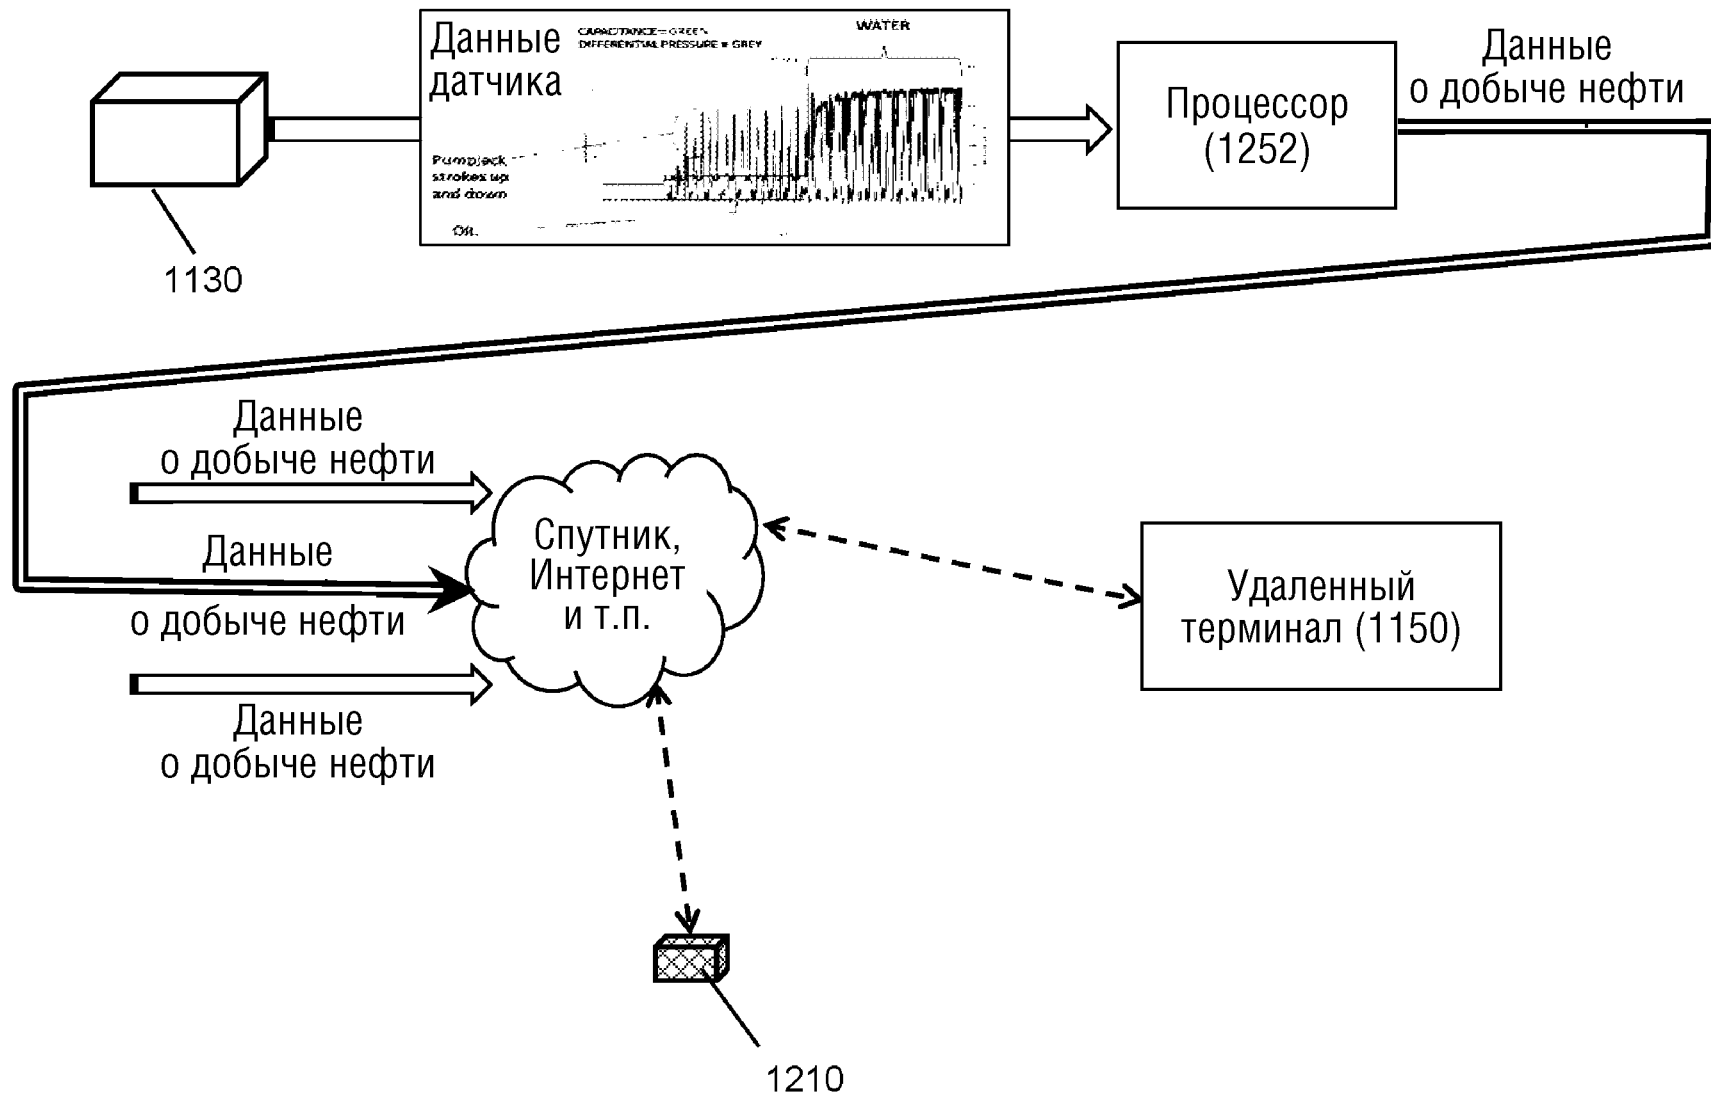 Данные
датчика
CAPACITANCE = GREEN
DIFFERENTIAL PRESSURE = GREY
WATER
Pumpjack
strokes up
and down
OIL
Процессор
(1252)
Данные
о добыче нефти
1130
Данные
о добыче нефти
Данные
о добыче нефти
Данные
о добыче нефти
Спутник,
Интернет
и т.п.
Удаленный
терминал (1150)
1210